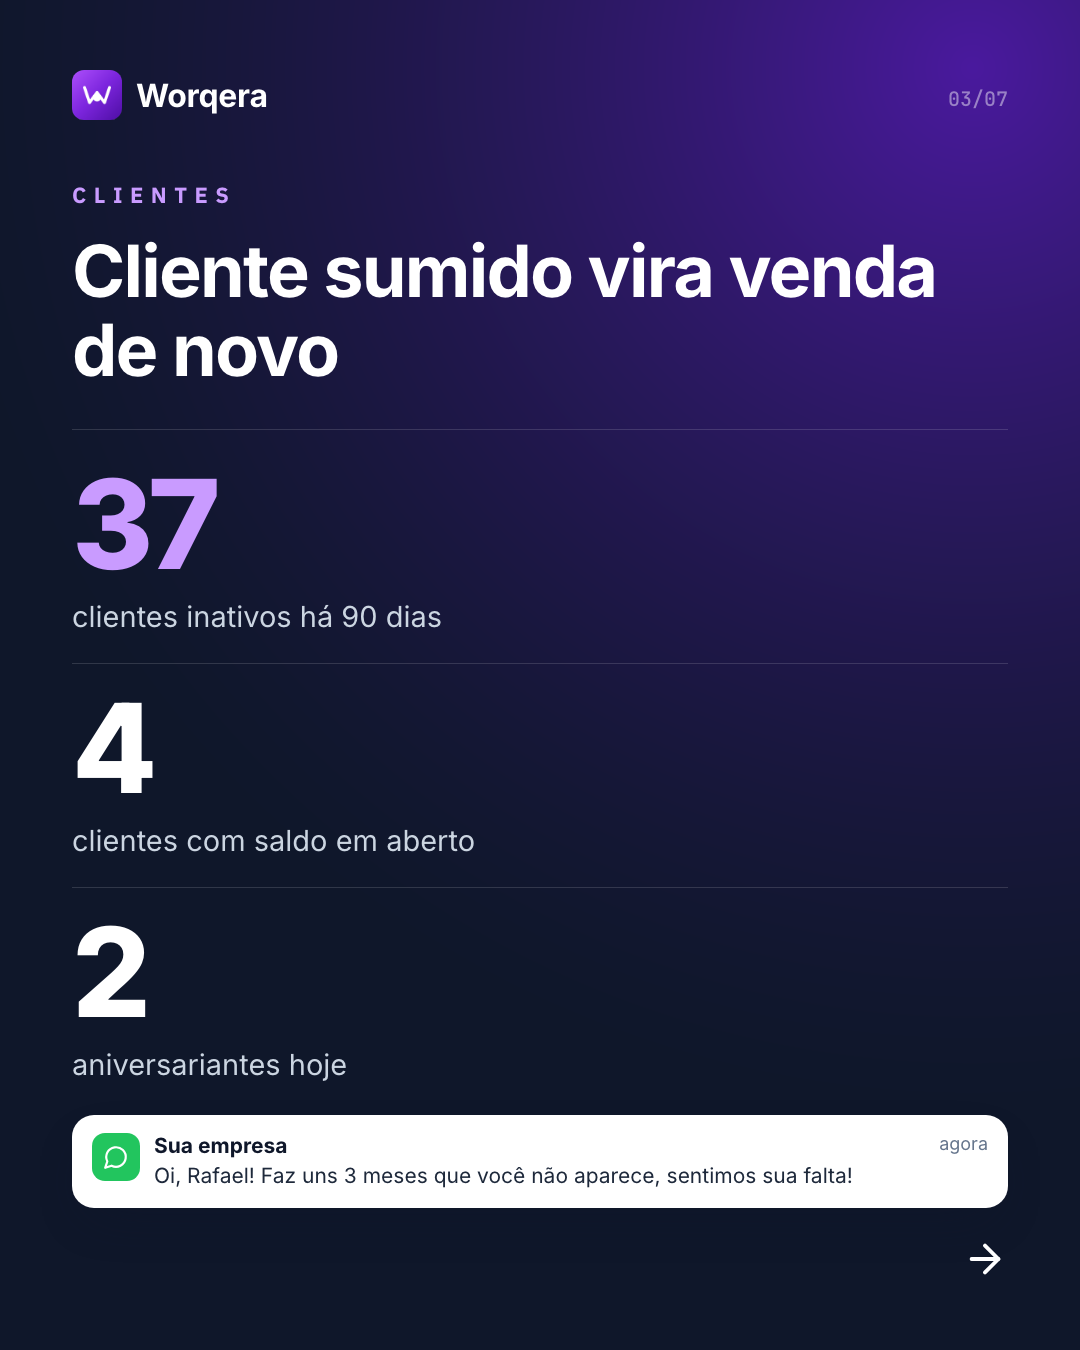 Worqera
03/07
CLIENTES
Cliente sumido vira venda
de novo
37
clientes inativos há 90 dias
4
clientes com saldo em aberto
2
aniversariantes hoje
Sua empresa
agora
Oi, Rafael! Faz uns 3 meses que você não aparece, sentimos sua falta!